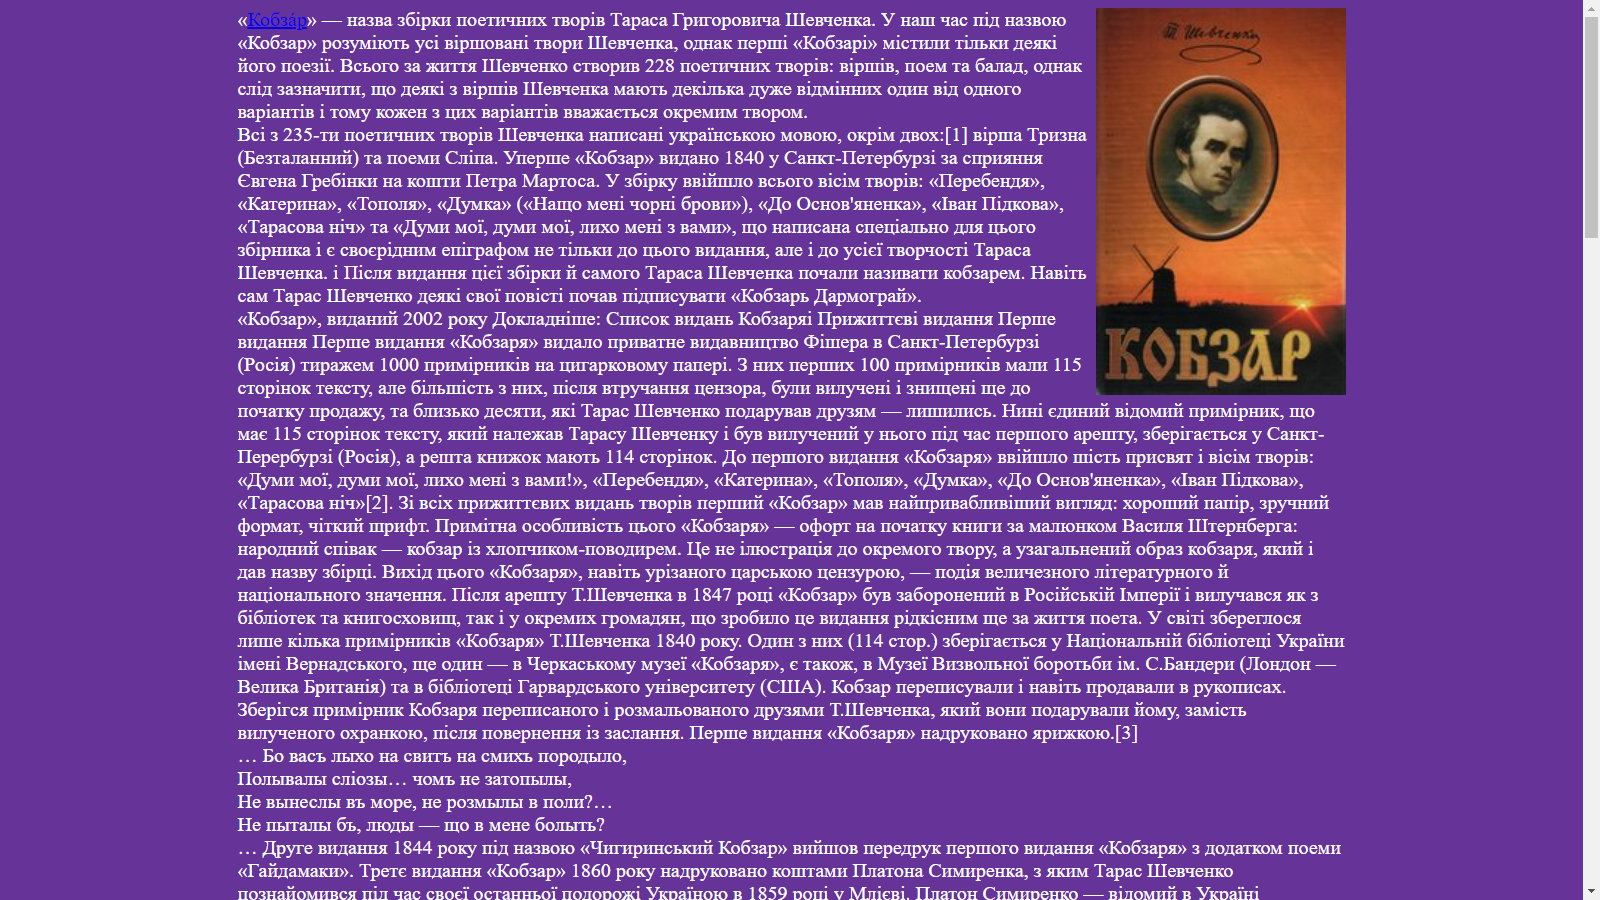 «Кобза́р» — назва збірки поетичних творів Тараса Григоровича Шевченка. У наш час під назвою
«Кобзар» розуміють усі віршовані твори Шевченка, однак перші «Кобзарі» містили тільки деякі
його поезії. Всього за життя Шевченко створив 228 поетичних творів: віршів, поем та балад, однак
слід зазначити, що деякі з віршів Шевченка мають декілька дуже відмінних один від одного
варіантів і тому кожен з цих варіантів вважається окремим твором.
Всі з 235-ти поетичних творів Шевченка написані українською мовою, окрім двох:[1] вірша Тризна
(Безталанний) та поеми Сліпа. Уперше «Кобзар» видано 1840 у Санкт-Петербурзі за сприяння
Євгена Гребінки на кошти Петра Мартоса. У збірку ввійшло всього вісім творів: «Перебендя»,
«Катерина», «Тополя», «Думка» («Нащо мені чорні брови»), «До Основ'яненка», «Іван Підкова»,
«Тарасова ніч» та «Думи мої, думи мої, лихо мені з вами», що написана спеціально для цього
збірника і є своєрідним епіграфом не тільки до цього видання, але і до усієї творчості Тараса
Шевченка. і Після видання цієї збірки й самого Тараса Шевченка почали називати кобзарем. Навіть
сам Тарас Шевченко деякі свої повісті почав підписувати «Кобзарь Дармограй».
«Кобзар», виданий 2002 року Докладніше: Список видань Кобзаряі Прижиттєві видання Перше
видання Перше видання «Кобзаря» видало приватне видавництво Фішера в Санкт-Петербурзі
(Росія) тиражем 1000 примірників на цигарковому папері. З них перших 100 примірників мали 115
сторінок тексту, але більшість з них, після втручання цензора, були вилучені і знищені ще до
початку продажу, та близько десяти, які Тарас Шевченко подарував друзям — лишились. Нині єдиний відомий примірник, що
має 115 сторінок тексту, який належав Тарасу Шевченку і був вилучений у нього під час першого арешту, зберігається у Санкт-
Перербурзі (Росія), а решта книжок мають 114 сторінок. До першого видання «Кобзаря» ввійшло шість присвят і вісім творів:
«Думи мої, думи мої, лихо мені з вами!», «Перебендя», «Катерина», «Тополя», «Думка», «До Основ'яненка», «Іван Підкова»,
«Тарасова ніч»[2]. Зі всіх прижиттєвих видань творів перший «Кобзар» мав найпривабливіший вигляд: хороший папір, зручний
формат, чіткий шрифт. Примітна особливість цього «Кобзаря» — офорт на початку книги за малюнком Василя Штернберга:
народний співак — кобзар із хлопчиком-поводирем. Це не ілюстрація до окремого твору, а узагальнений образ кобзаря, який і
дав назву збірці. Вихід цього «Кобзаря», навіть урізаного царською цензурою, — подія величезного літературного й
національного значення. Після арешту Т.Шевченка в 1847 році «Кобзар» був заборонений в Російській Імперії і вилучався як з
бібліотек та книгосховищ, так і у окремих громадян, що зробило це видання рідкісним ще за життя поета. У світі збереглося
лише кілька примірників «Кобзаря» Т.Шевченка 1840 року. Один з них (114 стор.) зберігається у Національній бібліотеці України
імені Вернадського, ще один — в Черкаському музеї «Кобзаря», є також, в Музеї Визвольної боротьби ім. С.Бандери (Лондон —
Велика Британія) та в бібліотеці Гарвардського університету (США). Кобзар переписували і навіть продавали в рукописах.
Зберігся примірник Кобзаря переписаного і розмальованого друзями Т.Шевченка, який вони подарували йому, замість
вилученого охранкою, після повернення із заслання. Перше видання «Кобзаря» надруковано ярижкою.[3]
… Бо васъ лыхо на свитъ на смихъ породыло,
Полывалы слiозы… чомъ не затопылы,
Не вынеслы въ море, не розмылы в поли?…
Не пыталы бъ, люды — що в мене болыть?
… Друге видання 1844 року під назвою «Чигиринський Кобзар» вийшов передрук першого видання «Кобзаря» з додатком поеми
«Гайдамаки». Третє видання «Кобзар» 1860 року надруковано коштами Платона Симиренка, з яким Тарас Шевченко
познайомився під час своєї останньої подорожі Україною в 1859 році у Млієві. Платон Симиренко — відомий в Україні
Т Шевченко
КОБЗАР